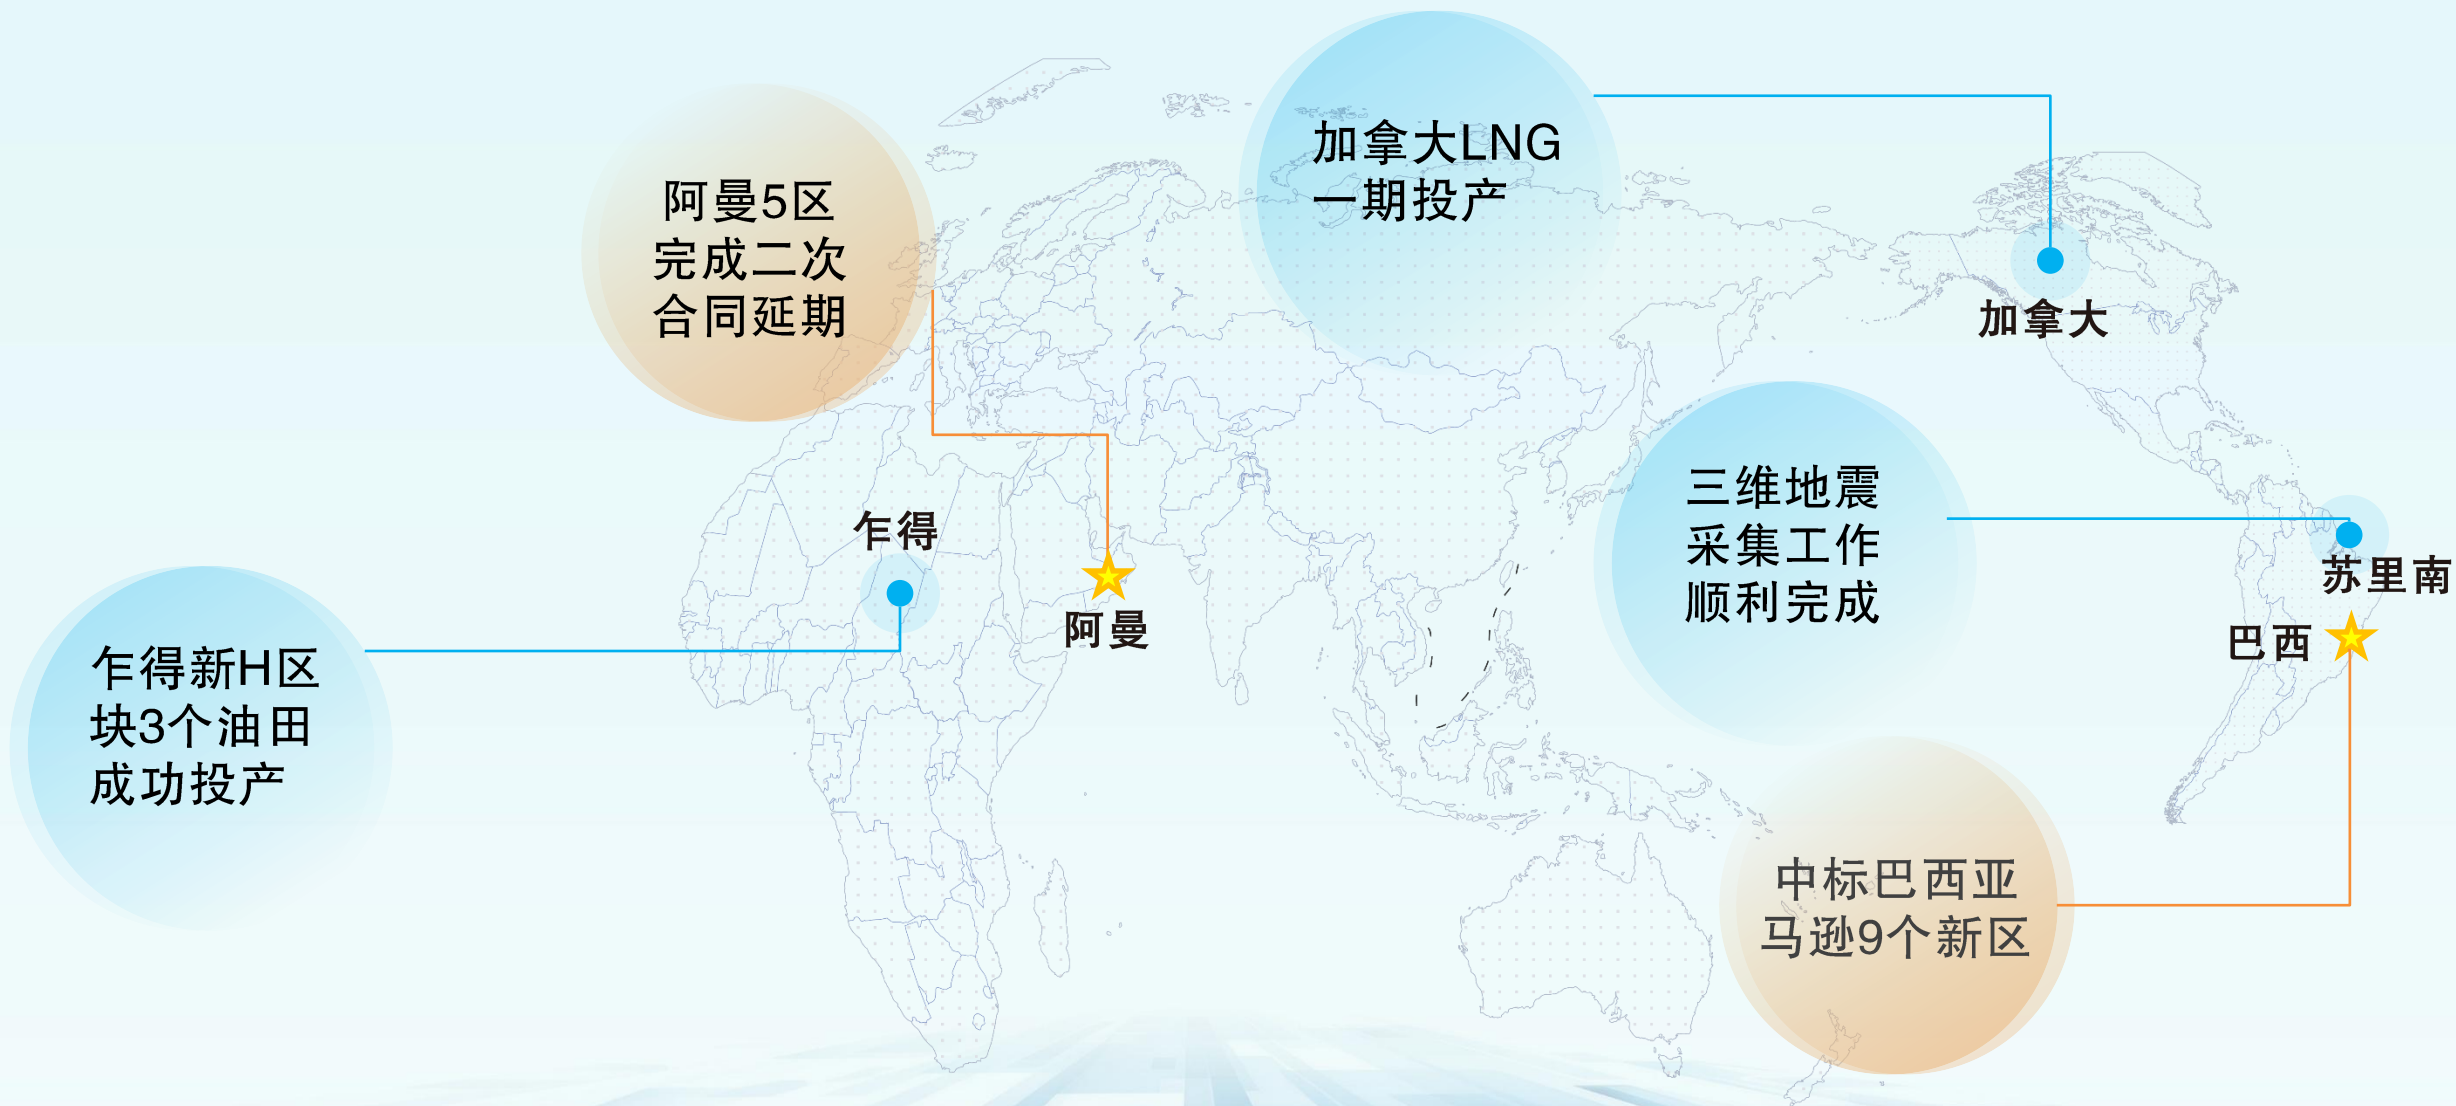 加拿大LNG
一期投产
加拿大
阿曼5区
完成二次
合同延期
阿曼
三维地震
采集工作
顺利完成
苏里南
乍得
乍得新H区
块3个油田
成功投产
巴西
中标巴西亚
马逊9个新区